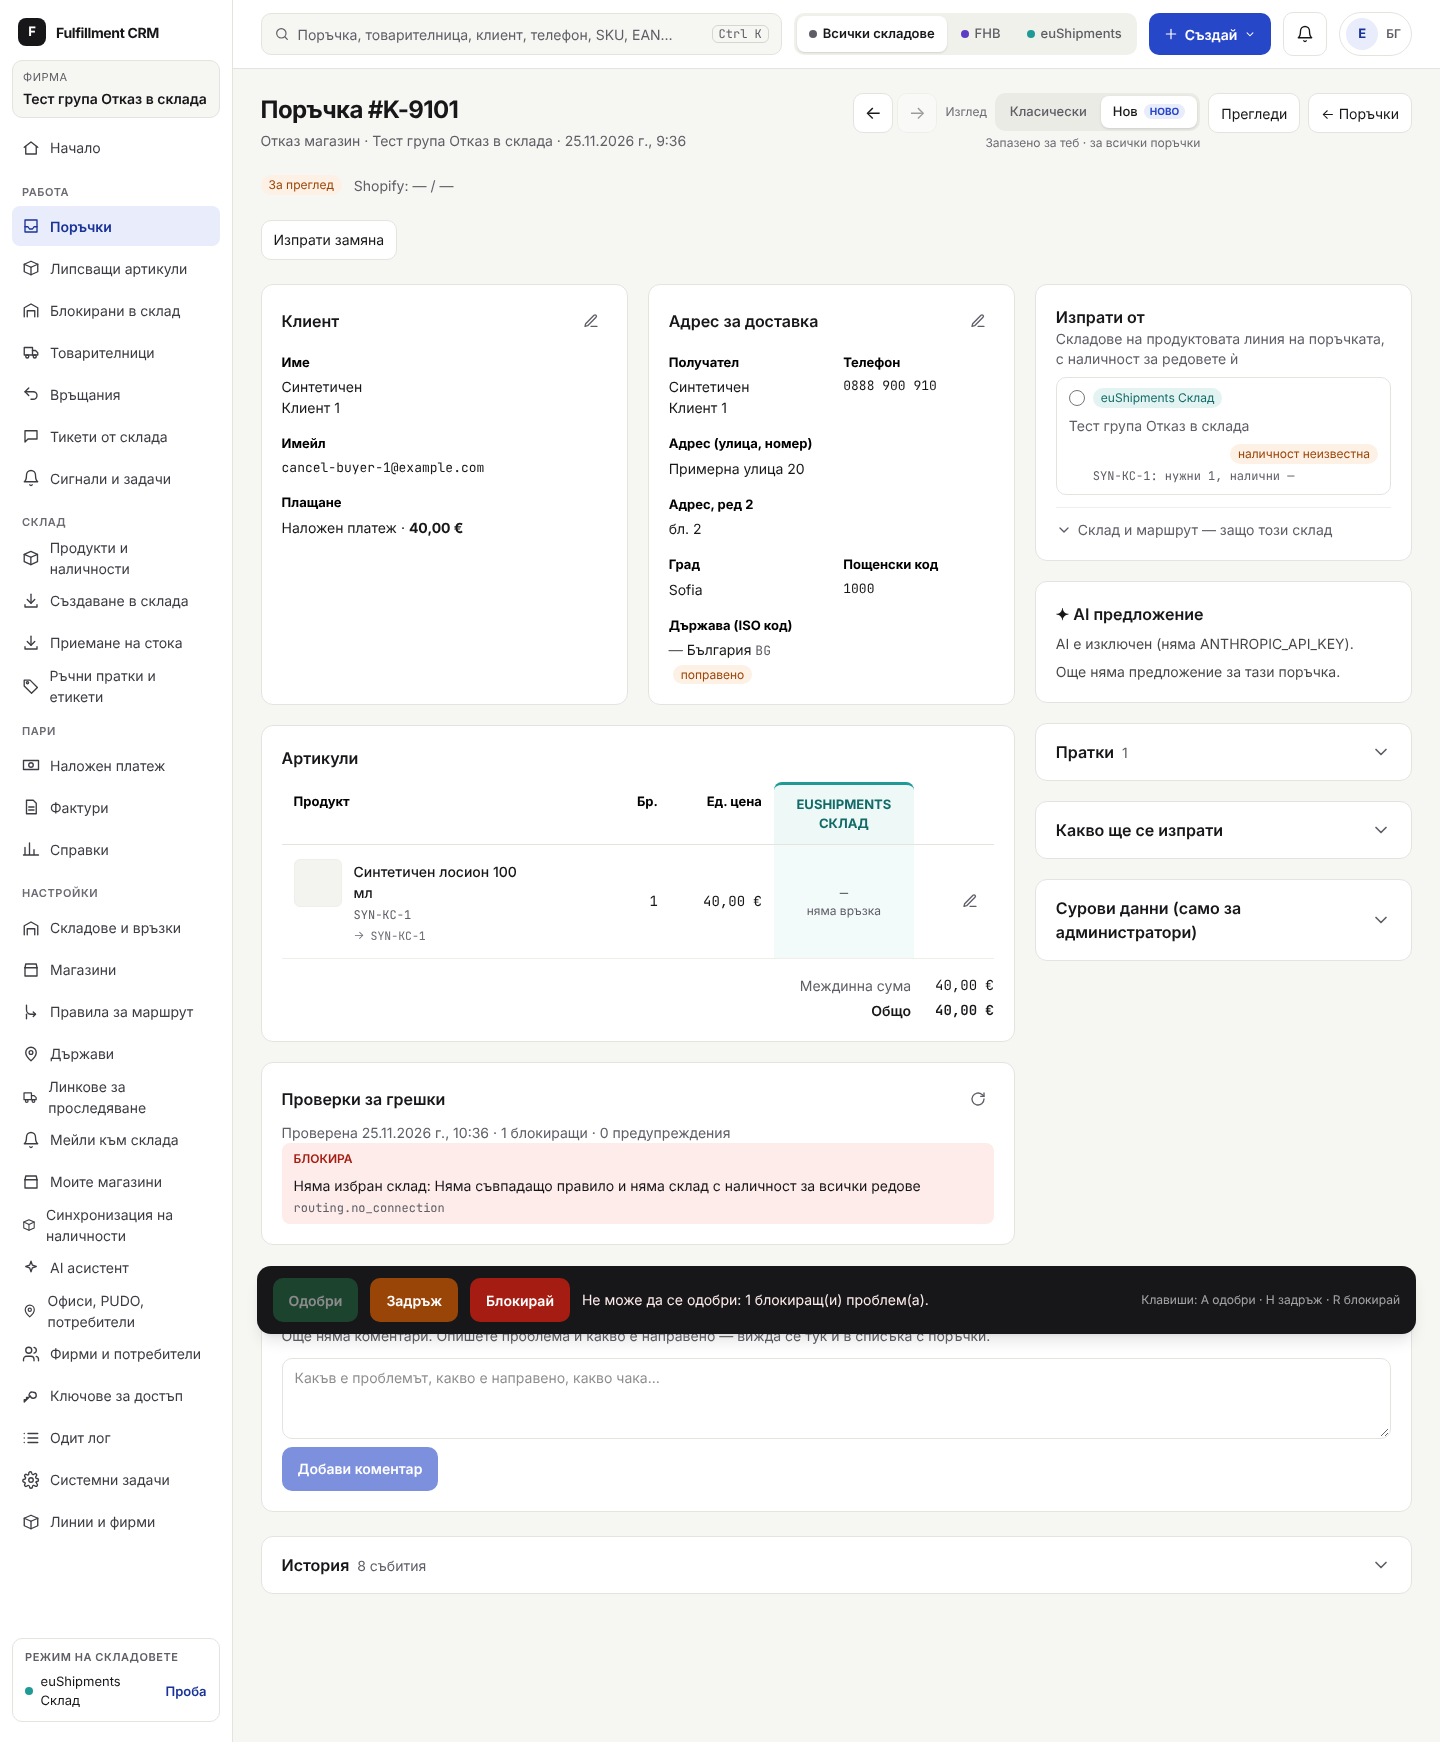 F Fulfillment CRM
ФИРМА
Тест група Отказ в склада
Начало
РАБОТА
Поръчки
Липсващи артикули
Блокирани в склад
Товарителници
Връщания
Тикети от склада
Сигнали и задачи
СКЛАД
Продукти и
наличности
Създаване в склада
Приемане на стока
Ръчни пратки и
етикети
ПАРИ
Наложен платеж
Фактури
Справки
НАСТРОЙКИ
Складове и връзки
Магазини
Правила за маршрут
Държави
Линкове за
проследяване
Мейли към склада
Моите магазини
Синхронизация на
наличности
AI асистент
Офиси, PUDO,
потребители
Фирми и потребители
Ключове за достъп
Одит лог
Системни задачи
Линии и фирми
РЕЖИМ НА СКЛАДОВЕТЕ
euShipments
Склад
Проба
Поръчка, товарителница, клиент, телефон, SKU, EAN... Ctrl K
Всички складове FHB euShipments
+ Създай
E БГ
Поръчка #K-9101
Отказ магазин · Тест група Отказ в склада · 25.11.2026 г., 9:36
← → Изглед Класически Нов НОВО Прегледи ← Поръчки
Запазено за теб · за всички поръчки
За преглед Shopify: — / —
Изпрати замяна
Клиент
Име
Синтетичен
Клиент 1
Имейл
cancel-buyer-1@example.com
Плащане
Наложен платеж · 40,00 €
Адрес за доставка
Получател Телефон
Синтетичен 0888 900 910
Клиент 1
Адрес (улица, номер)
Примерна улица 20
Адрес, ред 2
бл. 2
Град Пощенски код
Sofia 1000
Държава (ISO код)
— България BG
поправено
Изпрати от
Складове на продуктовата линия на поръчката,
с наличност за редовете ѝ
euShipments Склад
Тест група Отказ в склада
наличност неизвестна
SYN-KC-1: нужни 1, налични —
Склад и маршрут — защо този склад
✦ AI предложение
AI е изключен (няма ANTHROPIC_API_KEY).
Още няма предложение за тази поръчка.
Пратки 1
Какво ще се изпрати
Сурови данни (само за
администратори)
Артикули
Продукт Бр. Ед. цена EUSHIPMENTS
СКЛАД
Синтетичен лосион 100
мл
SYN-KC-1
→ SYN-KC-1
1 40,00 € —
няма връзка
Междинна сума 40,00 €
Общо 40,00 €
Проверки за грешки
Проверена 25.11.2026 г., 10:36 · 1 блокиращи · 0 предупреждения
БЛОКИРА
Няма избран склад: Няма съвпадащо правило и няма склад с наличност за всички редове
routing.no_connection
Одобри Задръж Блокирай Не може да се одобри: 1 блокиращ(и) проблем(а). Клавиши: A одобри · H задръж · R блокирай
Още няма коментари. Опишете проблема и какво е направено — вижда се тук и в списъка с поръчки.
Какъв е проблемът, какво е направено, какво чака...
Добави коментар
История 8 събития